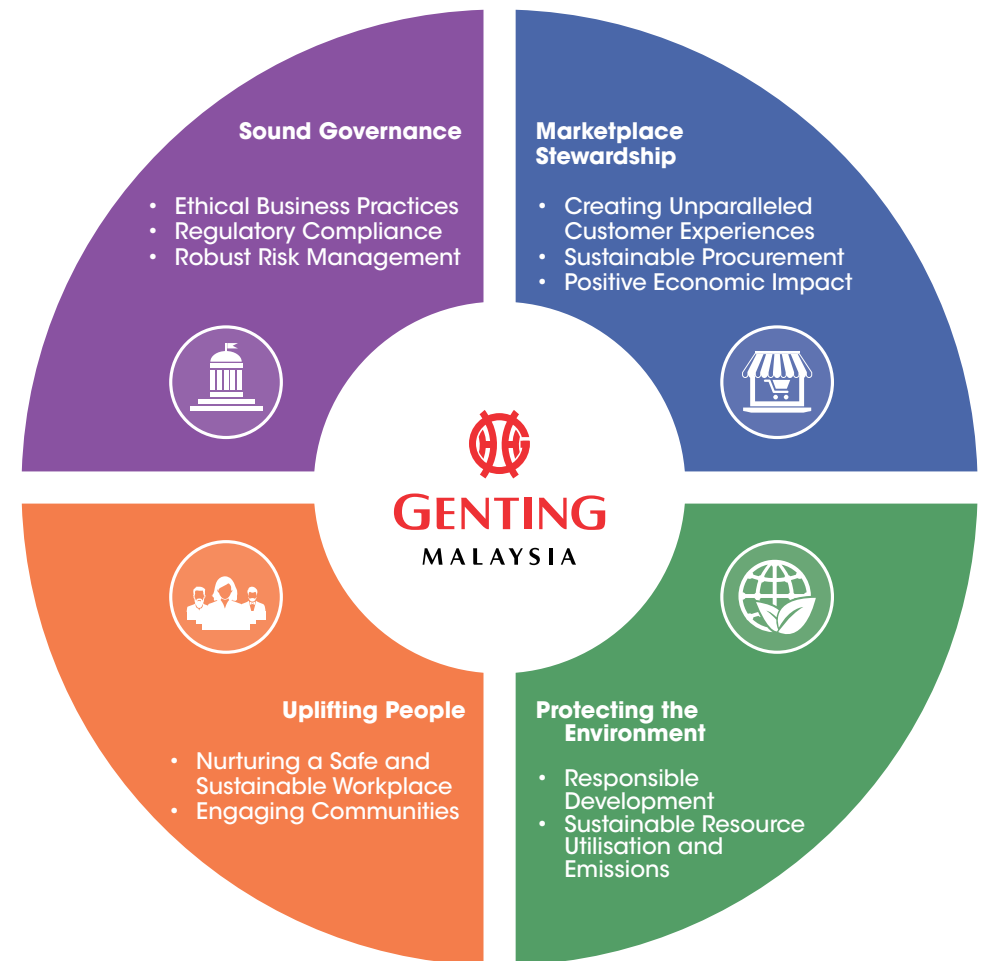 Sound Governance
• Ethical Business Practices
• Regulatory Compliance
• Robust Risk Management
Marketplace
Stewardship
• Creating Unparalleled
Customer Experiences
• Sustainable Procurement
• Positive Economic Impact
GENTING
MALAYSIA
Uplifting People
• Nurturing a Safe and
Sustainable Workplace
• Engaging Communities
Protecting the
Environment
• Responsible
Development
• Sustainable Resource
Utilisation and
Emissions